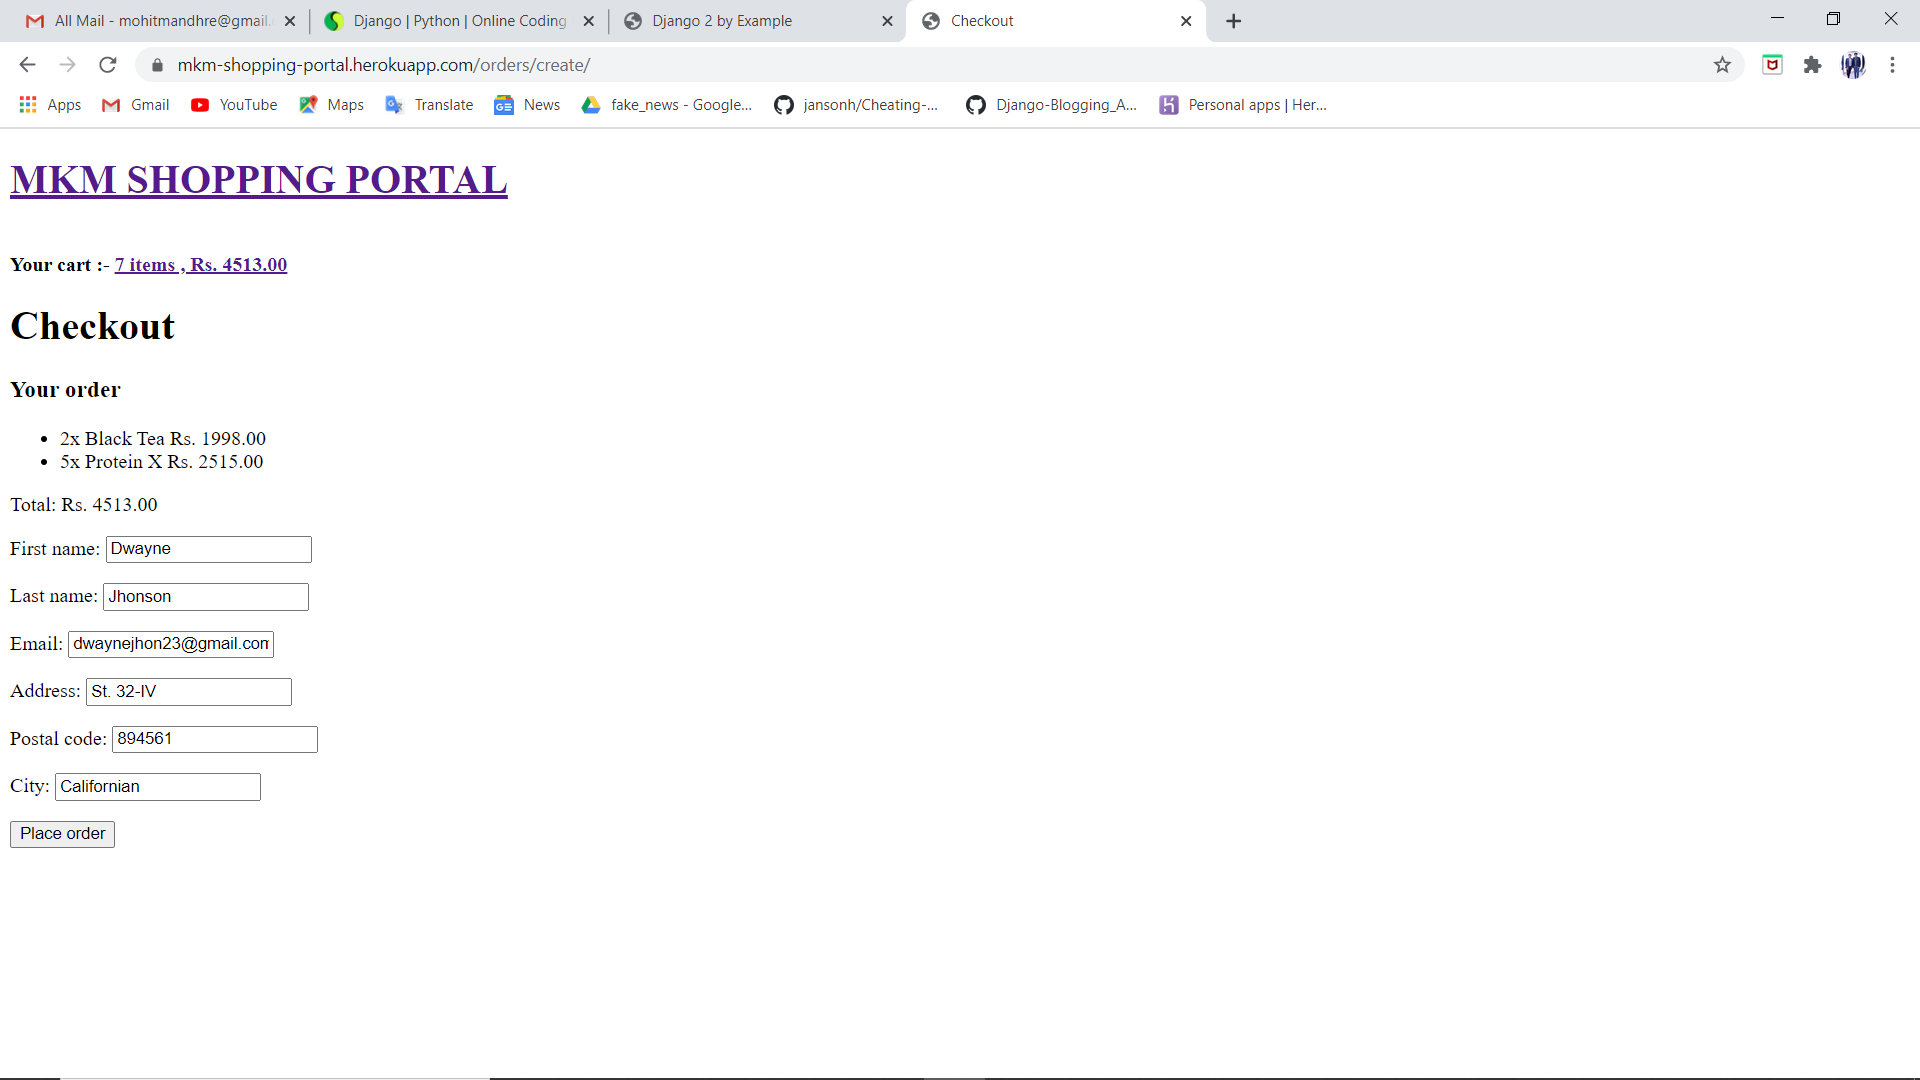 All Mail - mohitmandhre@gmail.
Django | Python | Online Coding
Django 2 by Example
Checkout
mkm-shopping-portal.herokuapp.com/orders/create/
Apps
Gmail
YouTube
Maps
Translate
News
fake_news - Google...
jansonh/Cheating-...
Django-Blogging_A...
Personal apps | Her...
MKM SHOPPING PORTAL
Your cart :- 7 items , Rs. 4513.00
Checkout
Your order
2x Black Tea Rs. 1998.00
5x Protein X Rs. 2515.00
Total: Rs. 4513.00
First name: Dwayne
Last name: Jhonson
Email: dwaynejhon23@gmail.com
Address: St. 32-IV
Postal code: 894561
City: Californian
Place order